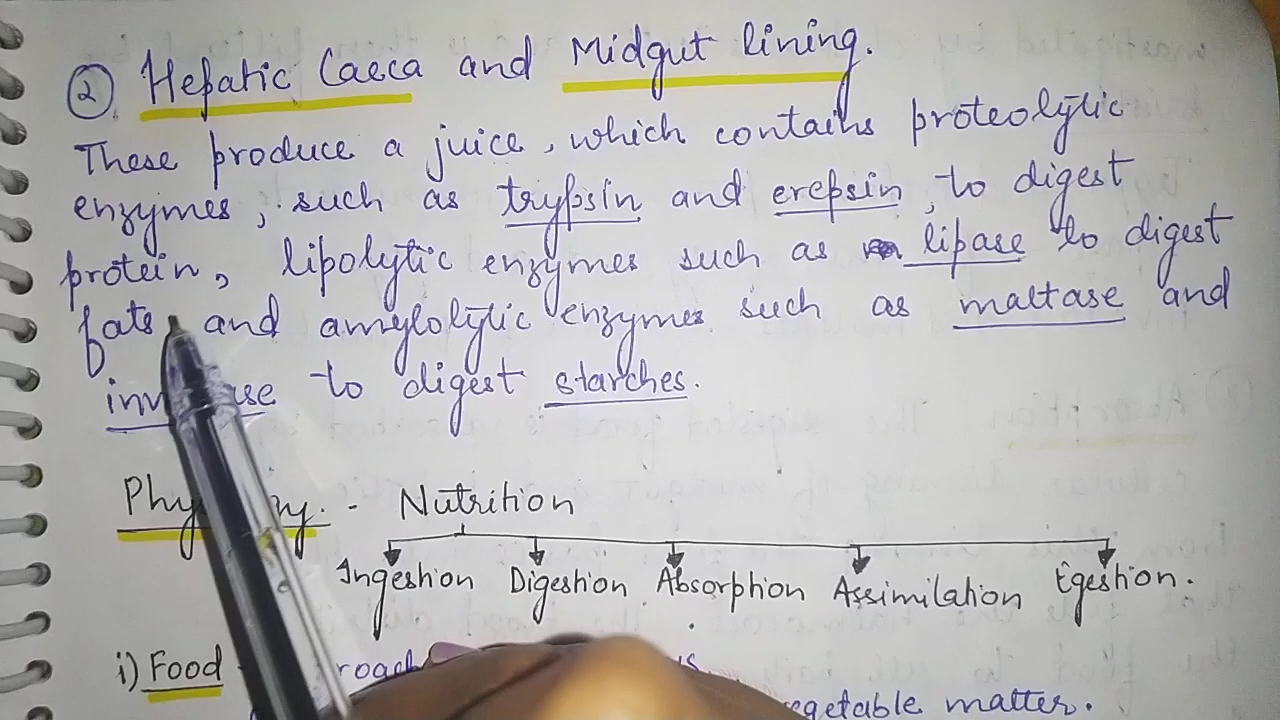 ② Hepatic Caeca and Midgut lining.
These produce a juice, which contains proteolytic
enzymes, such as trypsin and erepsin, to digest
protein, lipolytic enzymes such as lipase to digest
fats and amylolytic enzymes such as maltase and
to digest starches.
- Nutrition
Ingestion Digestion Absorption Assimilation Egestion.
i) Food
matter.